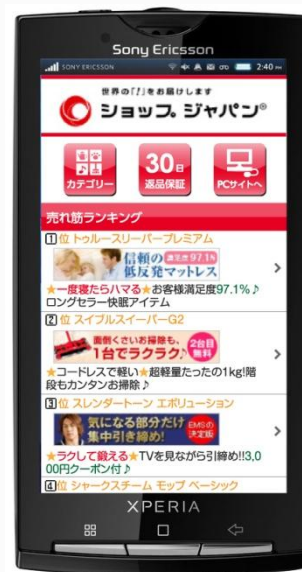 Sony Ericsson
SONY ERICSSON 2:40 PM
世界の「!」をお届けします
ショップ ジャパン®
カテゴリー
30日
返品保証
PCサイトへ
売れ筋ランキング
1位 トゥルースリーパープレミアム
信頼の 満足度97.1%
低反発マットレス
★一度寝たらハマる★お客様満足度97.1%♪
ロングセラー快眠アイテム
2位 スイブルスイーパーG2
面倒くさいお掃除も、
1台でラクラク♪
2台目
無料
★コードレスで軽い★超軽量たったの1kg!階
段もカンタンお掃除♪
3位 スレンダートーン エボリューション
気になる部分だけ
集中引き締め!
EMSの
決定版
★ラクして鍛える★TVを見ながら引締め!!3,0
00円クーポン付♪
4位 シャークスチーム モップ ベーシック
XPERIA